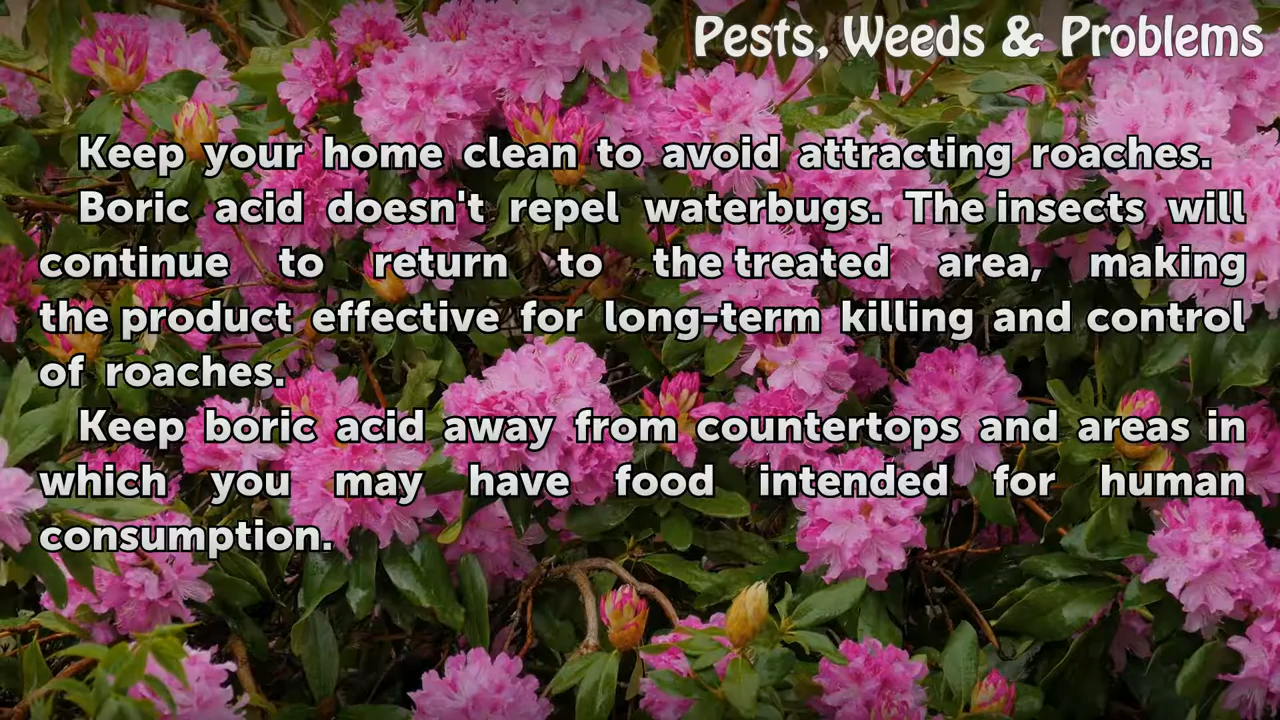 Pests, Weeds & Problems
Keep your home clean to avoid attracting roaches.
Boric acid doesn't repel waterbugs. The insects will
continue to return to the treated area, making
the product effective for long-term killing and control
of roaches.
Keep boric acid away from countertops and areas in
which you may have food intended for human
consumption.